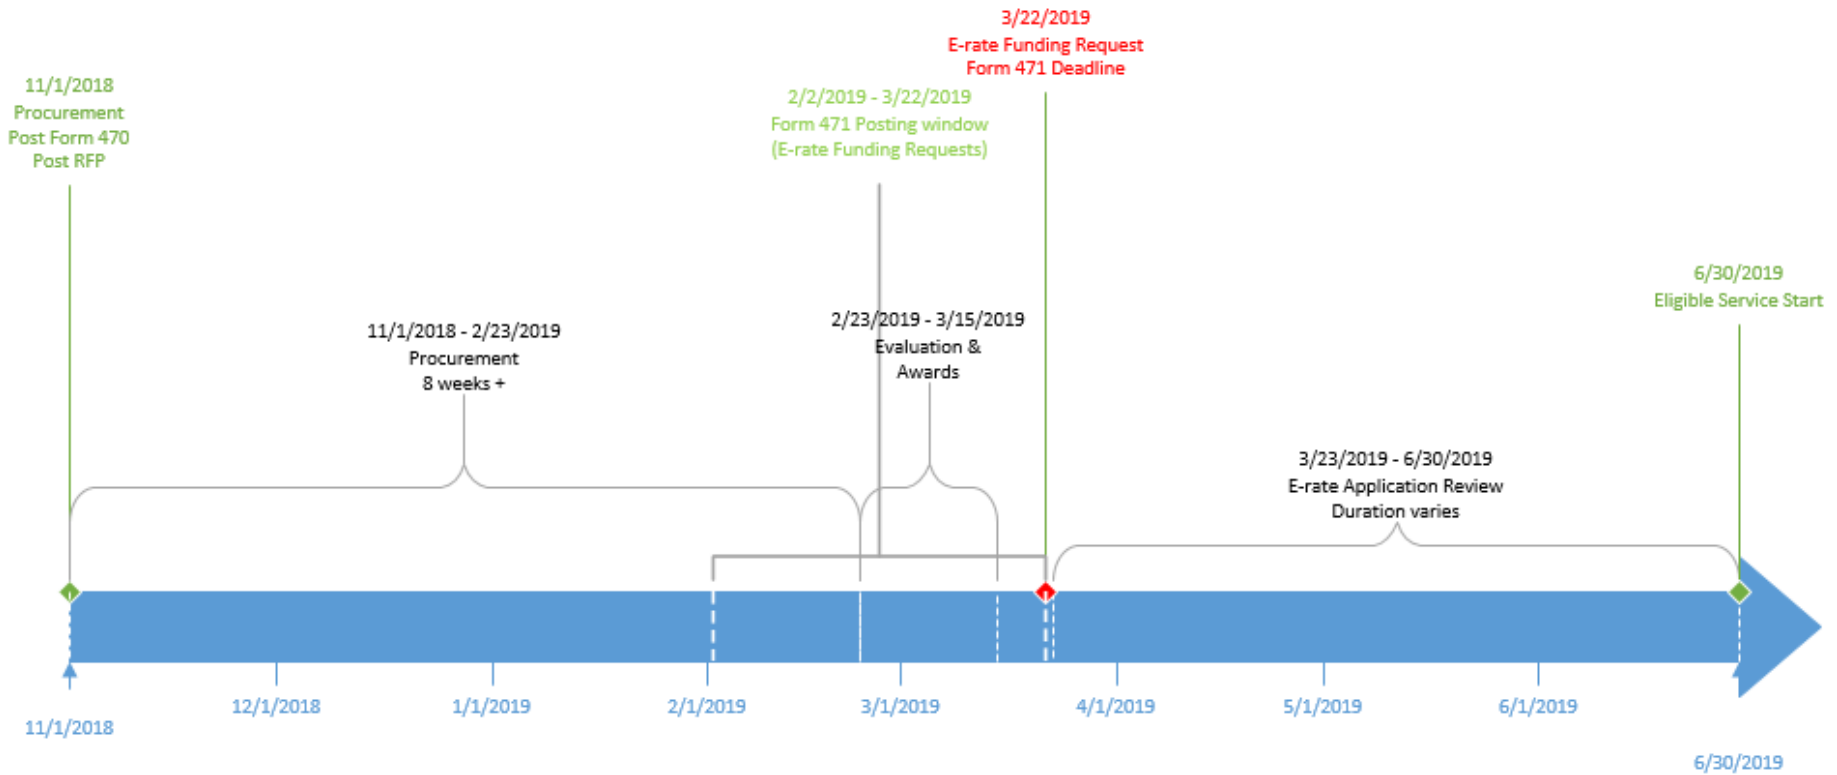 3/22/2019
E-rate Funding Request
Form 471 Deadline
11/1/2018
Procurement
Post Form 470
Post RFP
2/2/2019 - 3/22/2019
Form 471 Posting window
(E-rate Funding Requests)
6/30/2019
Eligible Service Start
11/1/2018 - 2/23/2019
Procurement
8 weeks +
2/23/2019 - 3/15/2019
Evaluation &
Awards
3/23/2019 - 6/30/2019
E-rate Application Review
Duration varies
12/1/2018
1/1/2019
2/1/2019
3/1/2019
4/1/2019
5/1/2019
6/1/2019
11/1/2018
6/30/2019